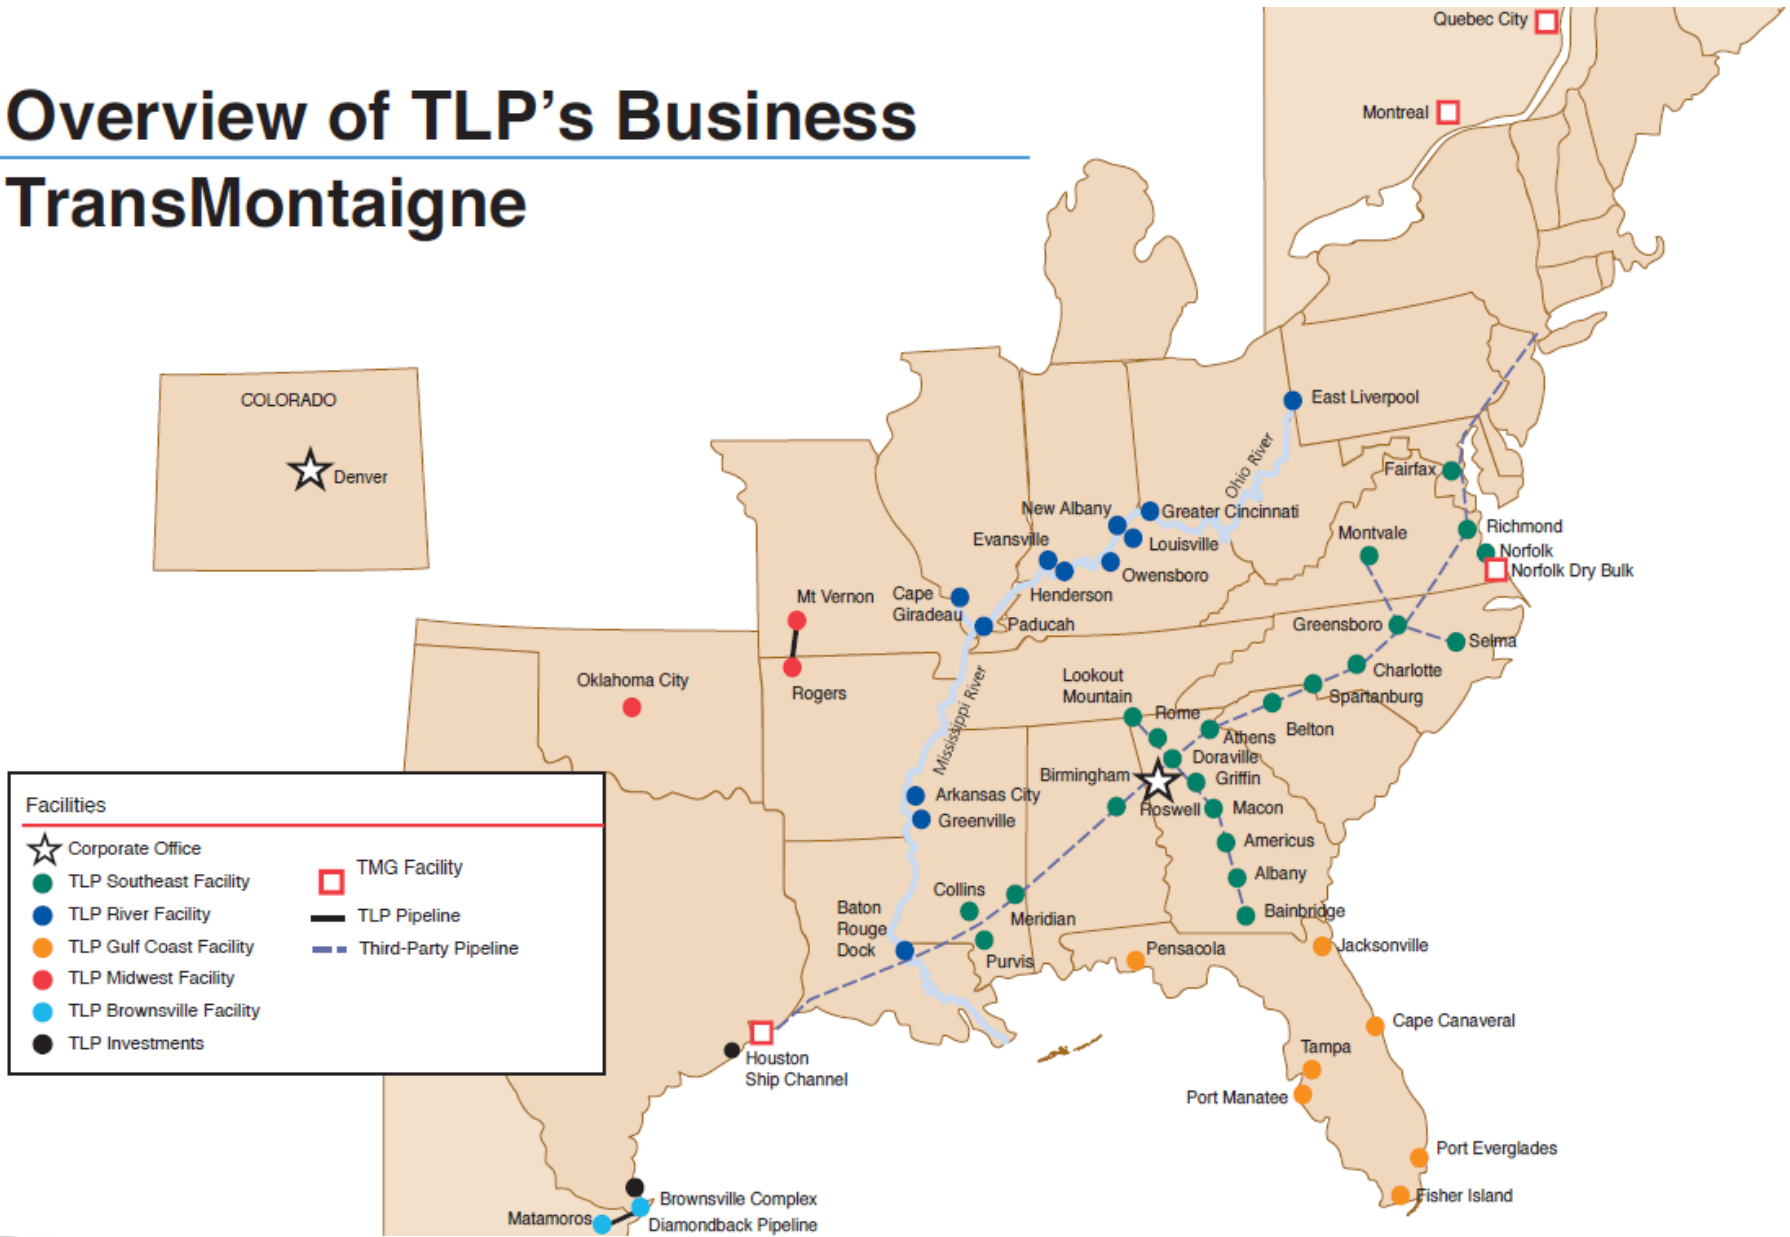 Quebec City
Montreal
Overview of TLP's Business
TransMontaigne
COLORADO
Denver
East Liverpool
Ohio River
Fairfax
New Albany
Greater Cincinnati
Richmond
Montvale
Evansville
Louisville
Norfolk
Norfolk Dry Bulk
Owensboro
Mt Vernon
Cape
Giradeau
Henderson
Paducah
Greensboro
Selma
Oklahoma City
Rogers
Lookout
Mountain
Charlotte
Spartanburg
Mississippi River
Rome
Belton
Athens
Doraville
Birmingham
Griffin
Arkansas City
Roswell
Macon
Greenville
Americus
Albany
Collins
Baton
Rouge
Dock
Meridian
Bainbridge
Purvis
Pensacola
Jacksonville
Cape Canaveral
Tampa
Port Manatee
Houston
Ship Channel
Port Everglades
Fisher Island
Brownsville Complex
Matamoros
Diamondback Pipeline
Facilities
Corporate Office
TLP Southeast Facility
TLP River Facility
TLP Gulf Coast Facility
TLP Midwest Facility
TLP Brownsville Facility
TLP Investments
TMG Facility
TLP Pipeline
Third-Party Pipeline